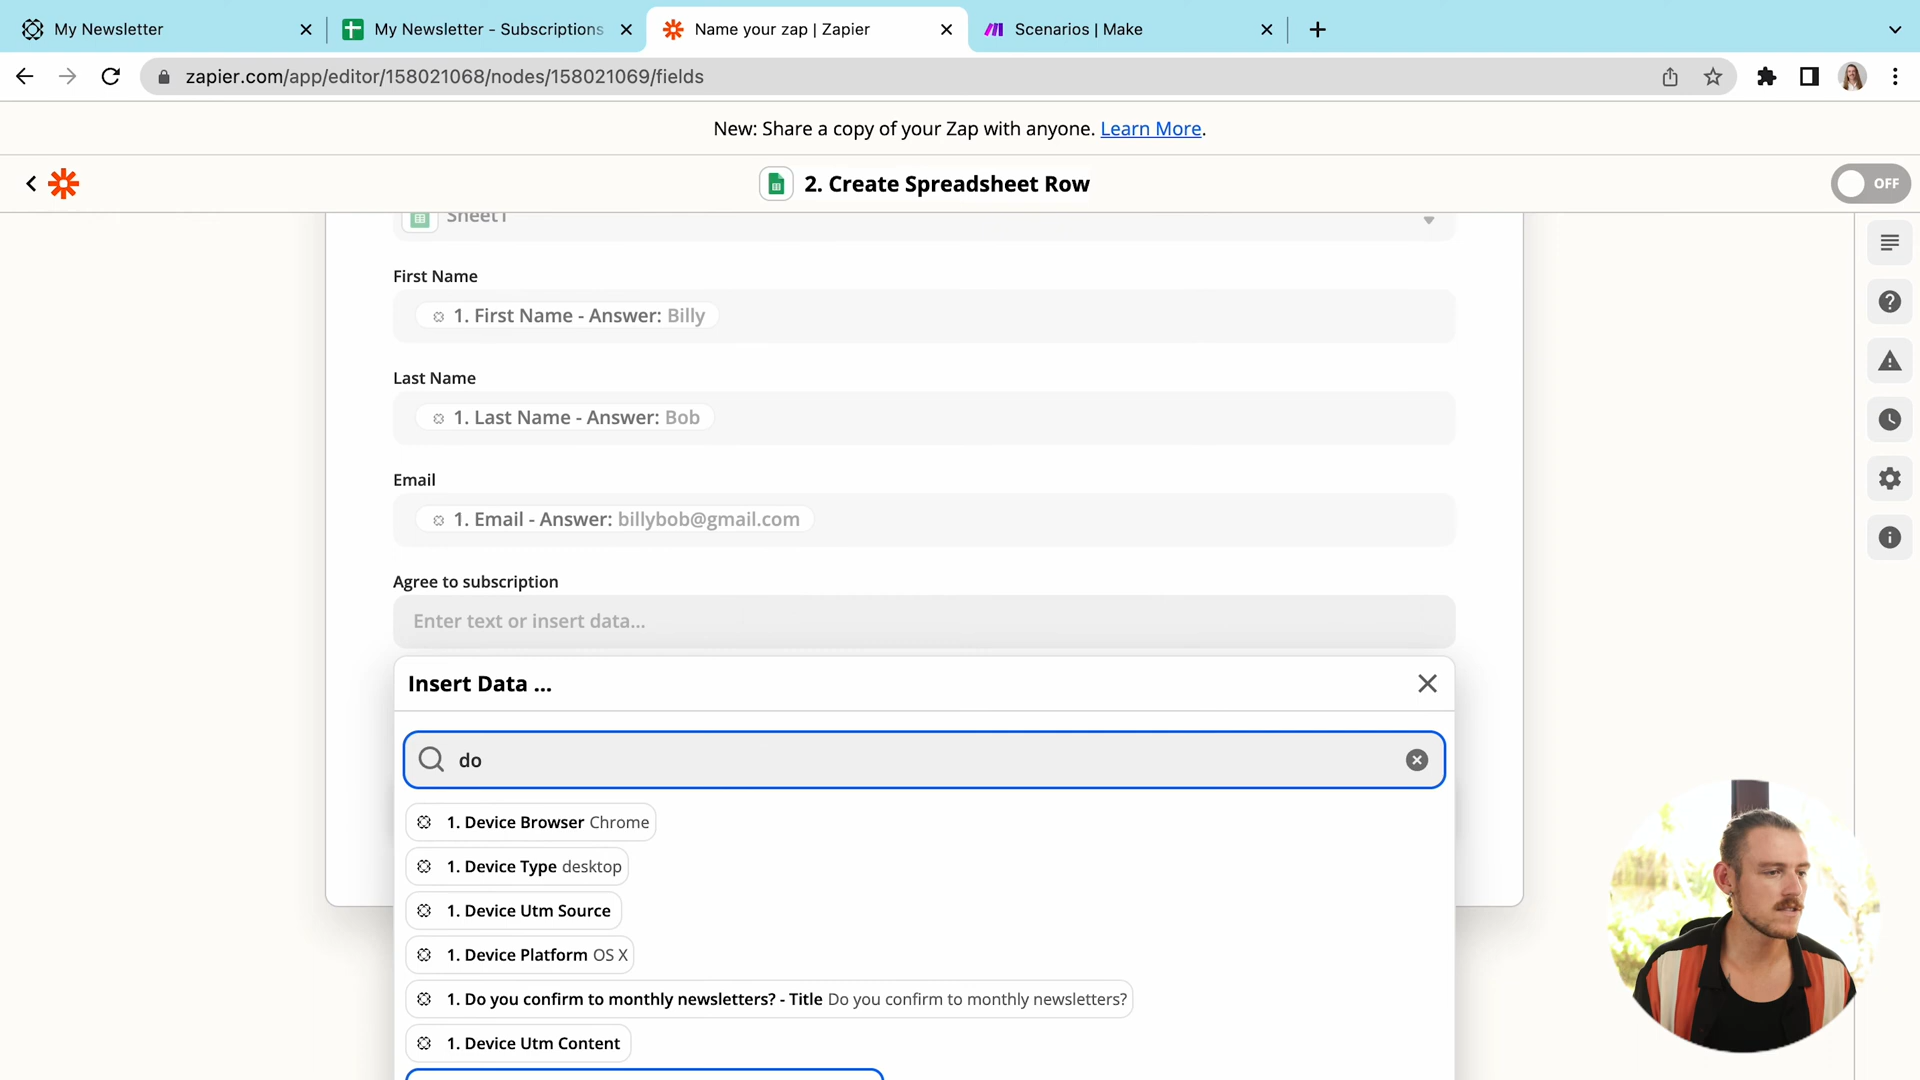 My Newsletter
My Newsletter - Subscriptions
Name your zap | Zapier
Scenarios | Make
zapier.com/app/editor/158021068/nodes/158021069/fields
New: Share a copy of your Zap with anyone. Learn More.
2. Create Spreadsheet Row
OFF
Sheet1
First Name
1. First Name - Answer: Billy
Last Name
1. Last Name - Answer: Bob
Email
1. Email - Answer: billybob@gmail.com
Agree to subscription
Enter text or insert data...
Insert Data ...
do
1. Device Browser Chrome
1. Device Type desktop
1. Device Utm Source
1. Device Platform OS X
1. Do you confirm to monthly newsletters? - Title Do you confirm to monthly newsletters?
1. Device Utm Content